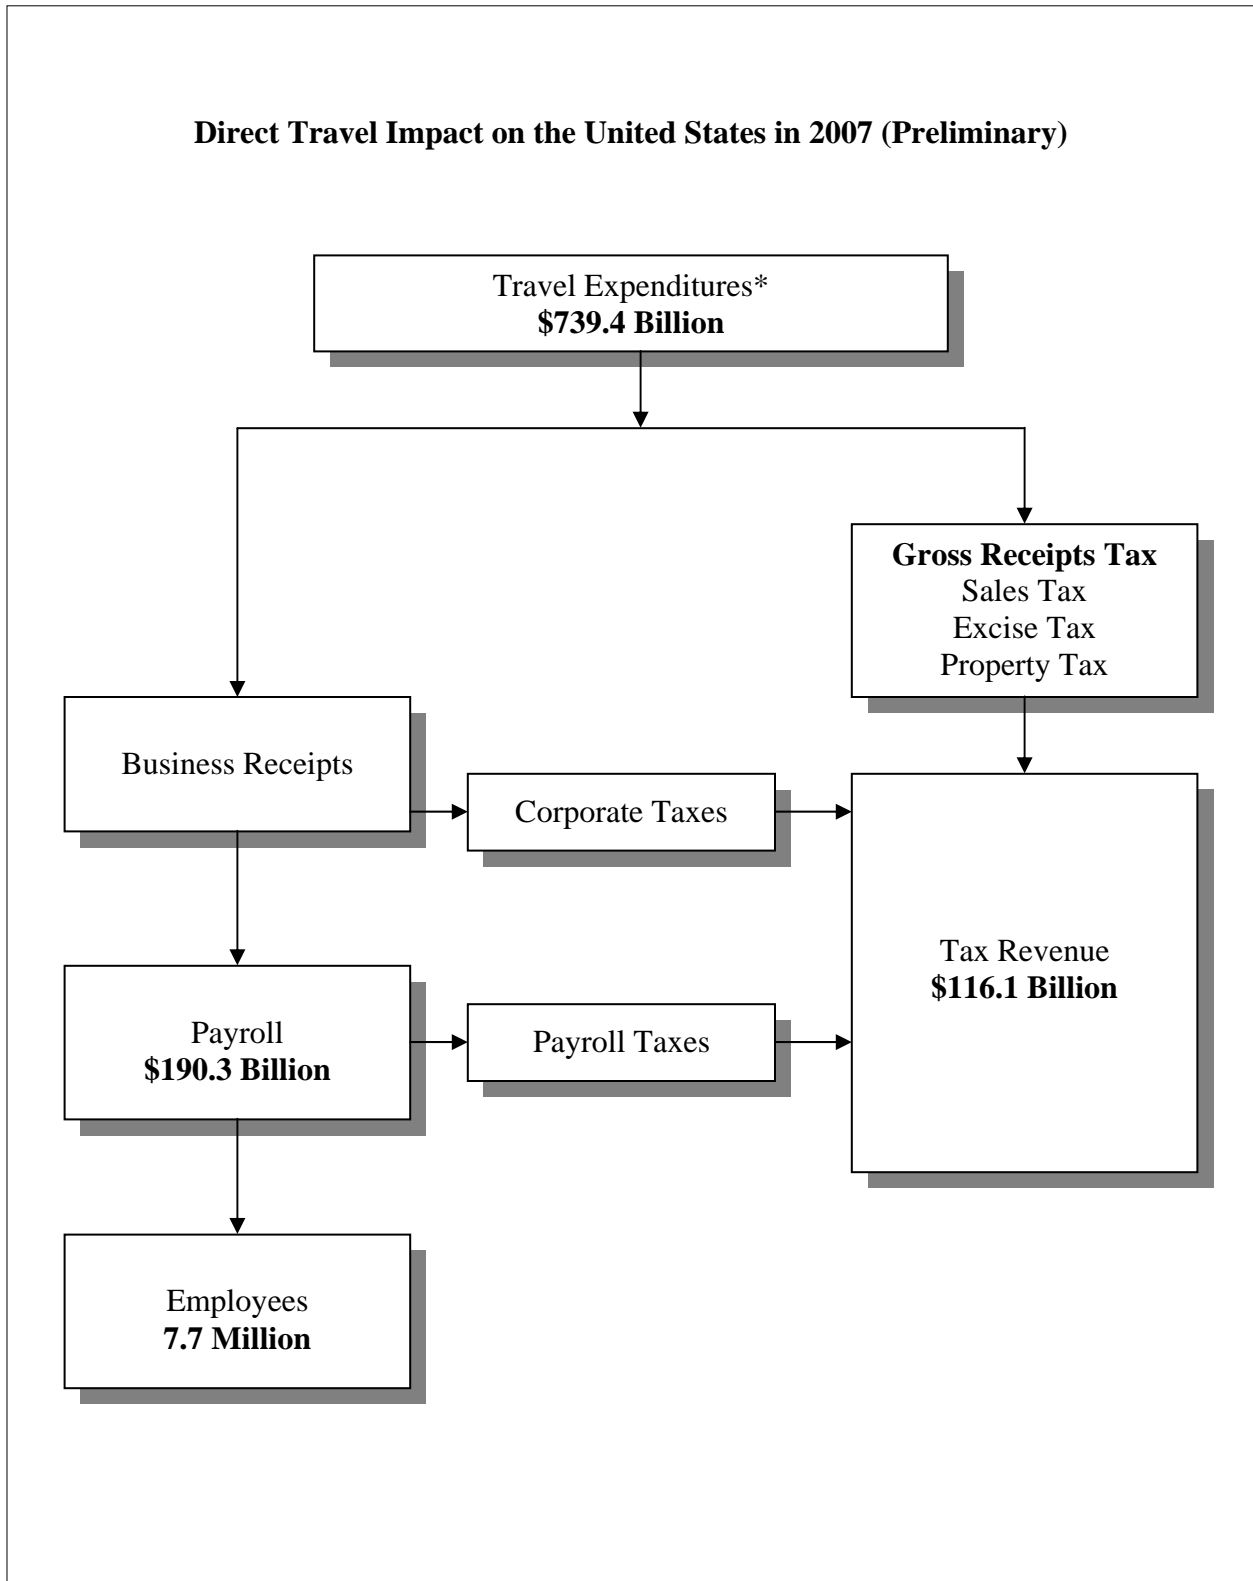 Direct Travel Impact on the United States in 2007 (Preliminary)
Travel Expenditures*
$739.4 Billion
Gross Receipts Tax
Sales Tax
Excise Tax
Property Tax
Business Receipts
Corporate Taxes
Tax Revenue
$116.1 Billion
Payroll
$190.3 Billion
Payroll Taxes
Employees
7.7 Million